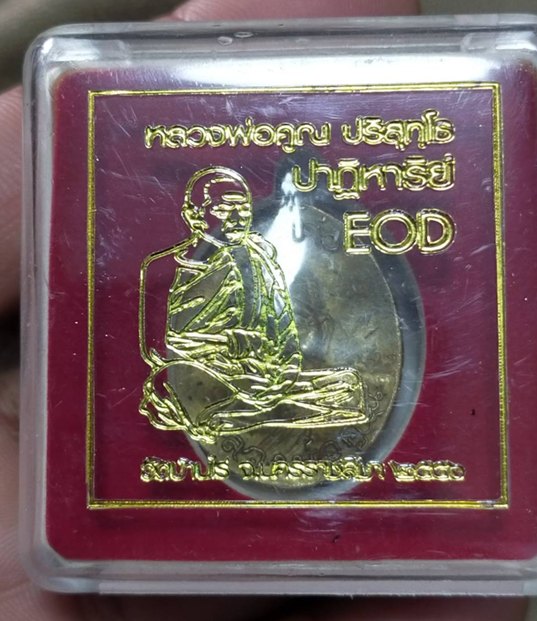 หลวงพ่อคูณ ปริสุทฺโธ
ปาฏิหาริย์
EOD
วัดบ้านไร่ จ.นครราชสีมา ๒๕๕๖